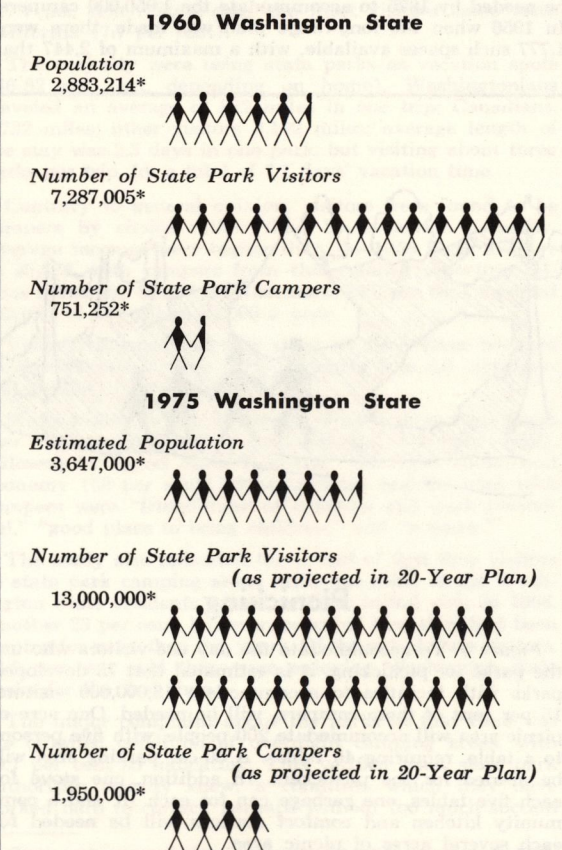 1960 Washington State
Population
2,883,214*
Number of State Park Visitors
7,287,005*
Number of State Park Campers
751,252*
1975 Washington State
Estimated Population
3,647,000*
Number of State Park Visitors
(as projected in 20-Year Plan)
13,000,000*
Number of State Park Campers
(as projected in 20-Year Plan)
1,950,000*